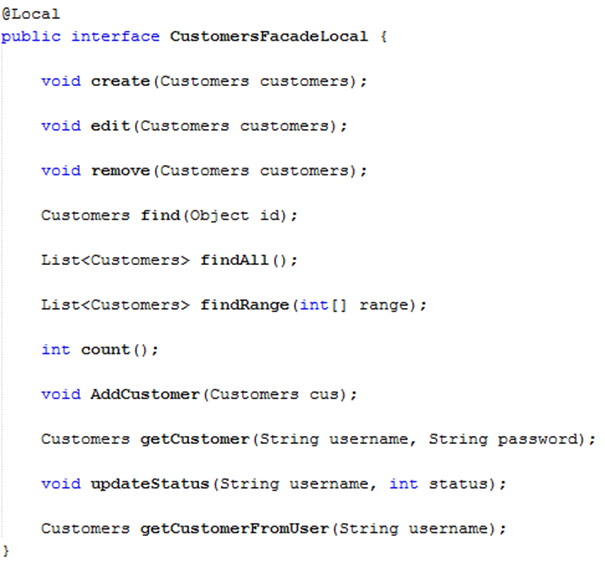 @Local
public interface CustomersFacadeLocal {
void create(Customers customers);
void edit(Customers customers);
void remove(Customers customers);
Customers find(Object id);
List<Customers> findAll();
List<Customers> findRange(int[] range);
int count();
void AddCustomer(Customers cus);
Customers getCustomer(String username, String password);
void updateStatus(String username, int status);
Customers getCustomerFromUser(String username);
}